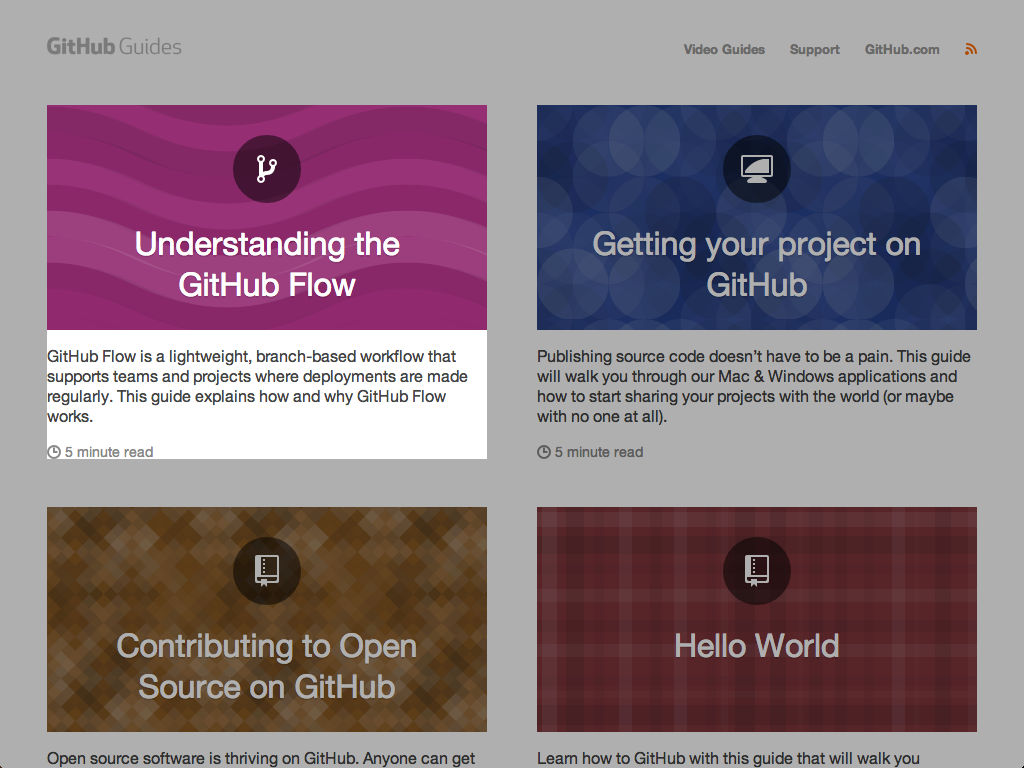 GitHub Guides
Video Guides Support GitHub.com
Understanding the
GitHub Flow
GitHub Flow is a lightweight, branch-based workflow that
supports teams and projects where deployments are made
regularly. This guide explains how and why GitHub Flow
works.
5 minute read
Getting your project on
GitHub
Publishing source code doesn’t have to be a pain. This guide
will walk you through our Mac & Windows applications and
how to start sharing your projects with the world (or maybe
with no one at all).
5 minute read
Contributing to Open
Source on GitHub
Open source software is thriving on GitHub. Anyone can get
Hello World
Learn how to GitHub with this guide that will walk you